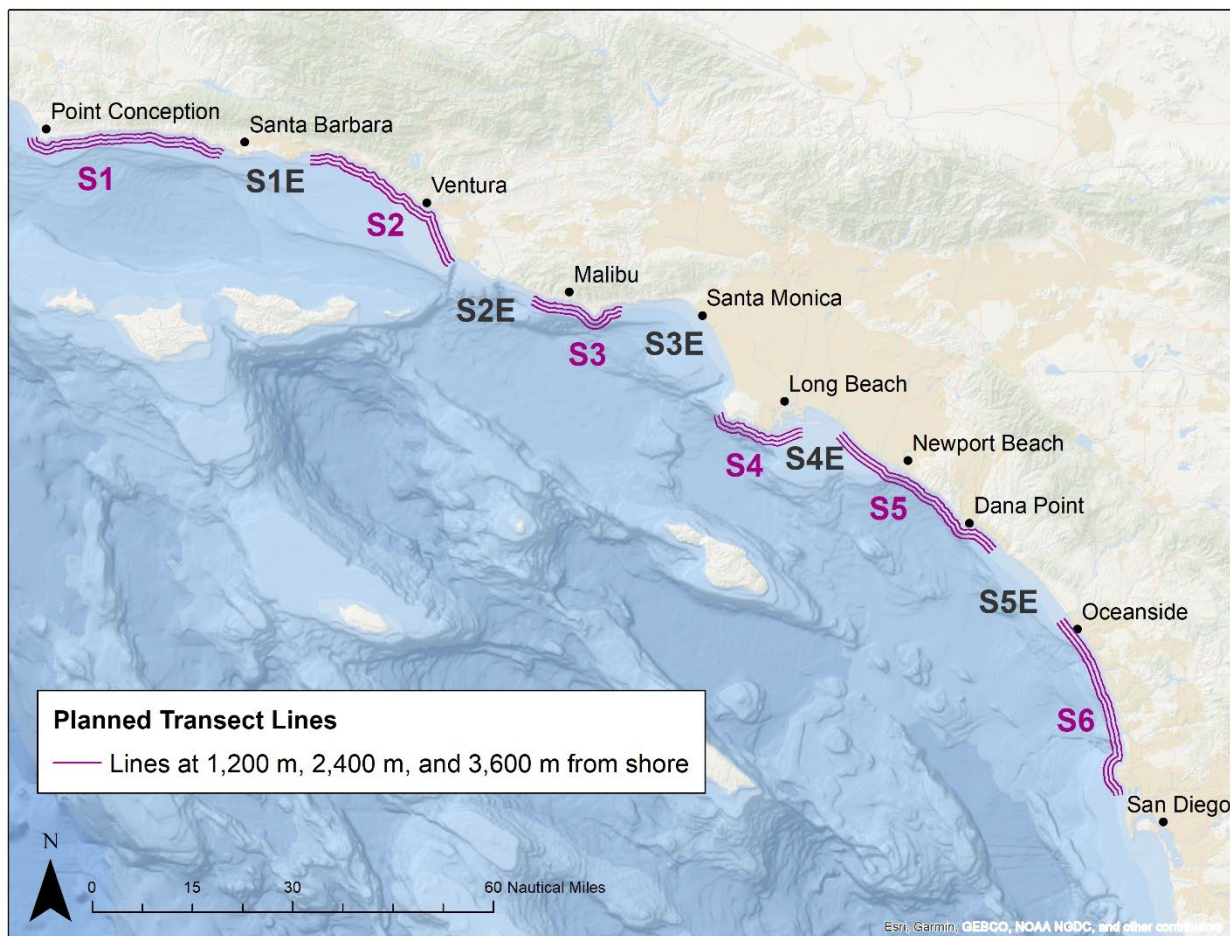 Point Conception
Santa Barbara
S1
S1E
Ventura
S2
Malibu
S2E
Santa Monica
S3E
S3
Long Beach
Newport Beach
S4
S4E
S5
Dana Point
S5E
Oceanside
S6
San Diego
Planned Transect Lines
Lines at 1,200 m, 2,400 m, and 3,600 m from shore
N
0 15 30 60 Nautical Miles
Esri, Garmin, GEBCO, NOAA NGDC, and other contributors